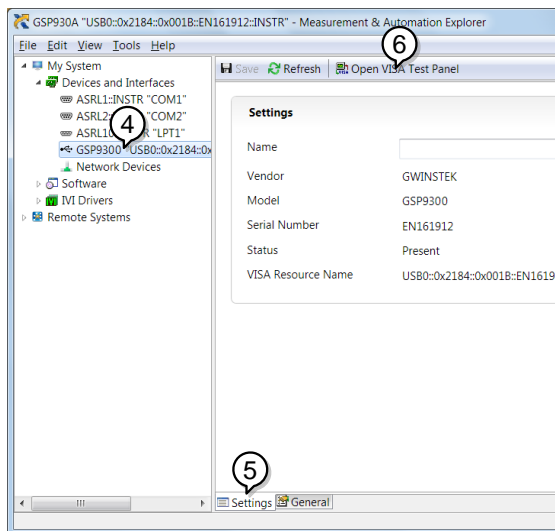 GSP930A "USB0::0x2184::0x001B::EN161912::INSTR" - Measurement & Automation Explorer
File Edit View Tools Help
6
My System
Devices and Interfaces
ASRL1::INSTR "COM1"
ASRL2: "COM2"
ASRL10 R "LPT1"
4
GSP9300 "USB0::0x2184::0x
Network Devices
Software
IVI Drivers
Remote Systems
Save Refresh Open VISA Test Panel
Settings
Name
Vendor GWINSTEK
Model GSP9300
Serial Number EN161912
Status Present
VISA Resource Name USB0::0x2184::0x001B::EN1619
5
Settings General